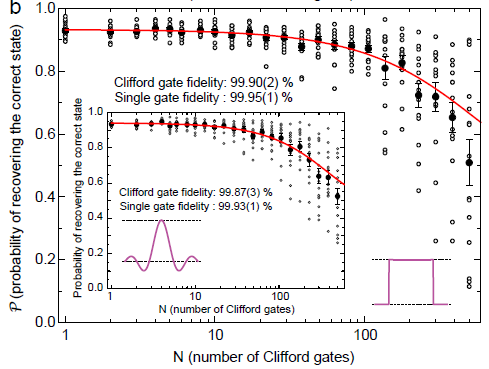 b
1.0
0.8
0.6
0.4
0.2
0.0
P (probability of recovering the correct state)
Clifford gate fidelity: 99.90(2) %
Single gate fidelity: 99.95(1) %
1.0
0.8
0.6
0.4
0.2
0.0
Probability of recovering the correct state)
Clifford gate fidelity: 99.87(3) %
Single gate fidelity : 99.93(1) %
1 10 100
N (number of Clifford gates)
1 10 100
N (number of Clifford gates)